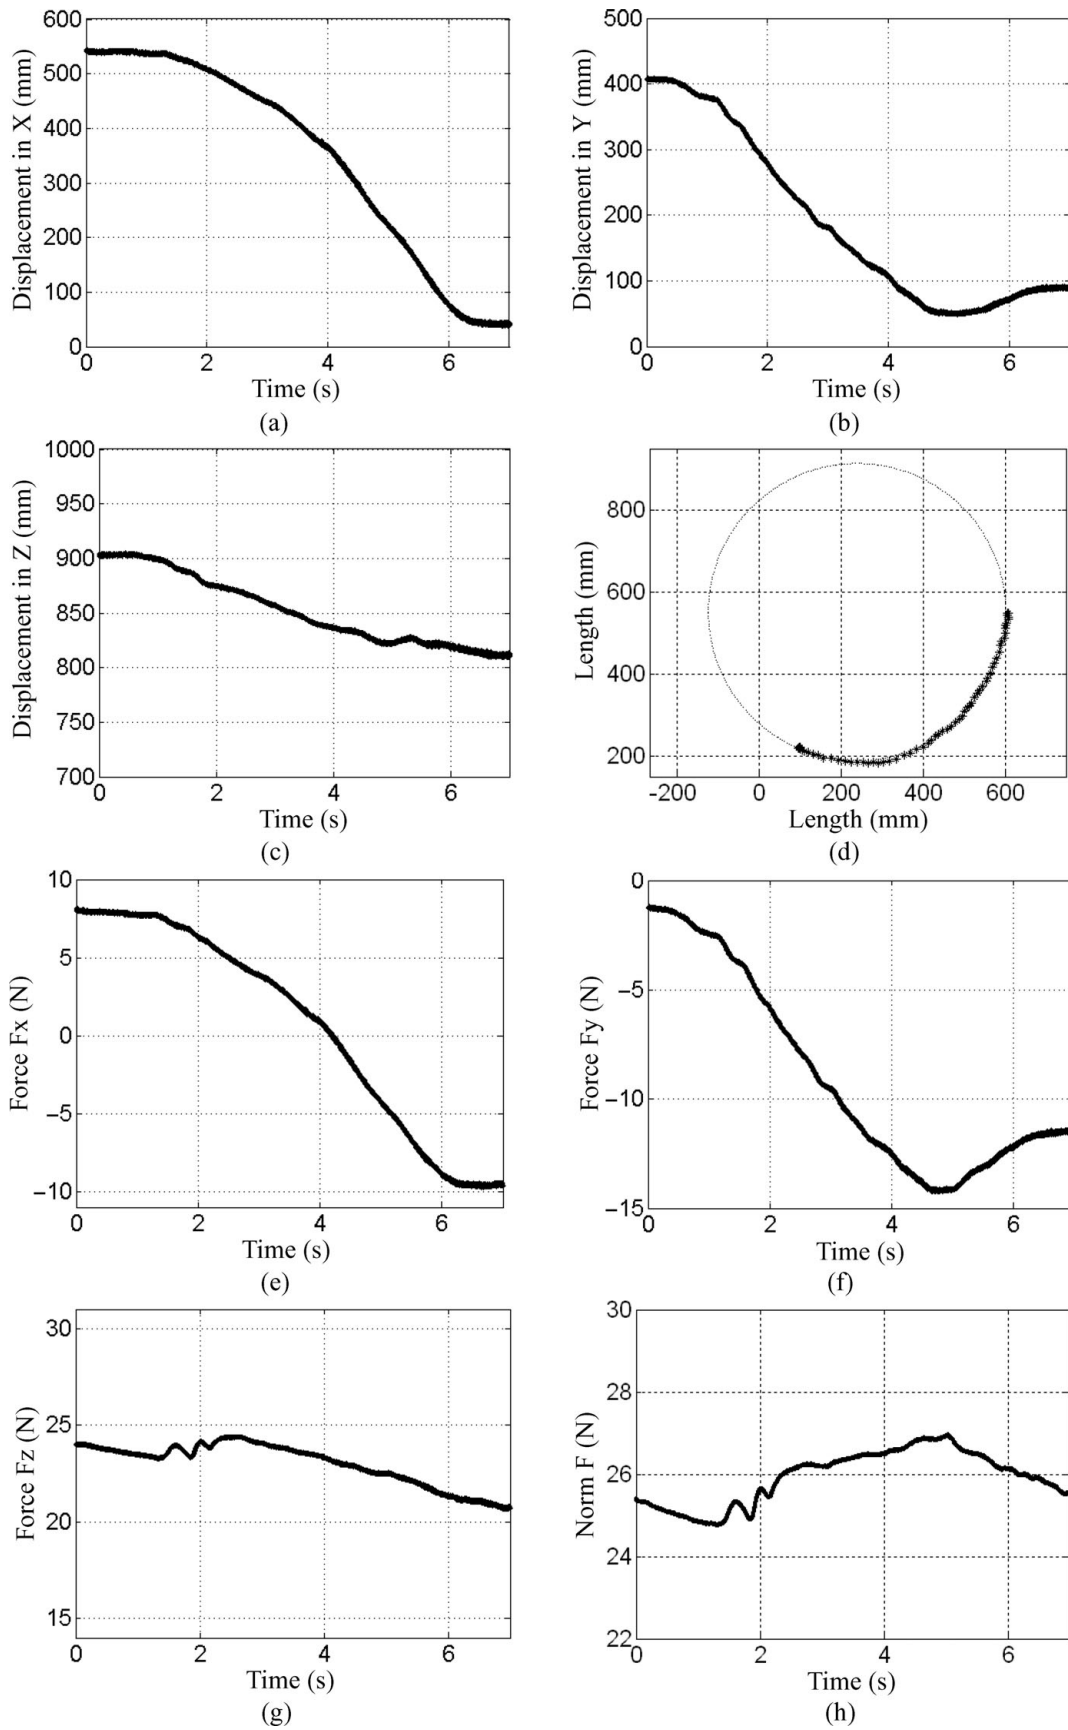 600
500
400
300
200
100
0
0 2 4 6
Displacement in X (mm)
Time (s)
(a)
500
400
300
200
100
0
0 2 4 6
Displacement in Y (mm)
Time (s)
(b)
1000
950
900
850
800
750
700
0 2 4 6
Displacement in Z (mm)
Time (s)
(c)
800
600
400
200
-200 0 200 400 600
Length (mm)
Length (mm)
(d)
10
5
0
−5
−10
0 2 4 6
Force Fx (N)
Time (s)
(e)
0
−5
−10
−15
0 2 4 6
Force Fy (N)
Time (s)
(f)
30
25
20
15
0 2 4 6
Force Fz (N)
Time (s)
(g)
30
28
26
24
22
0 2 4 6
Norm F (N)
Time (s)
(h)